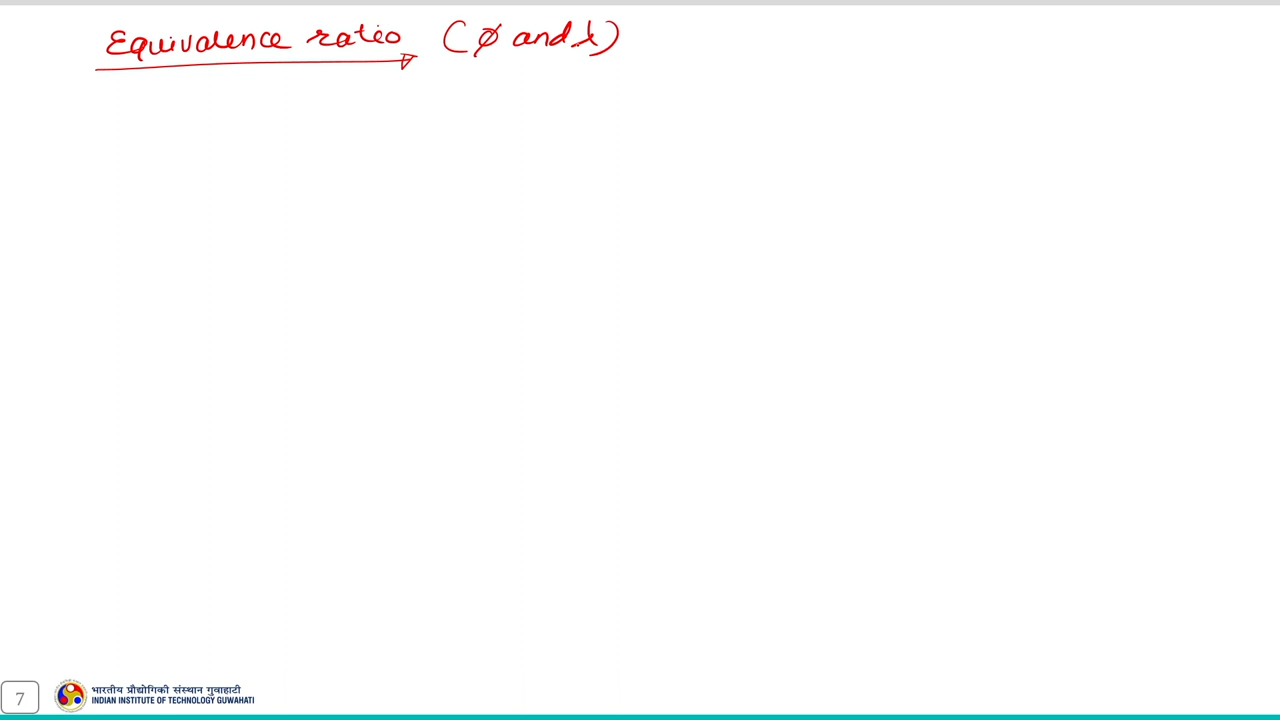 Equivalence ratio (φ and λ)
7
भारतीय प्रौद्योगिकी संस्थान गुवाहाटी
INDIAN INSTITUTE OF TECHNOLOGY GUWAHATI